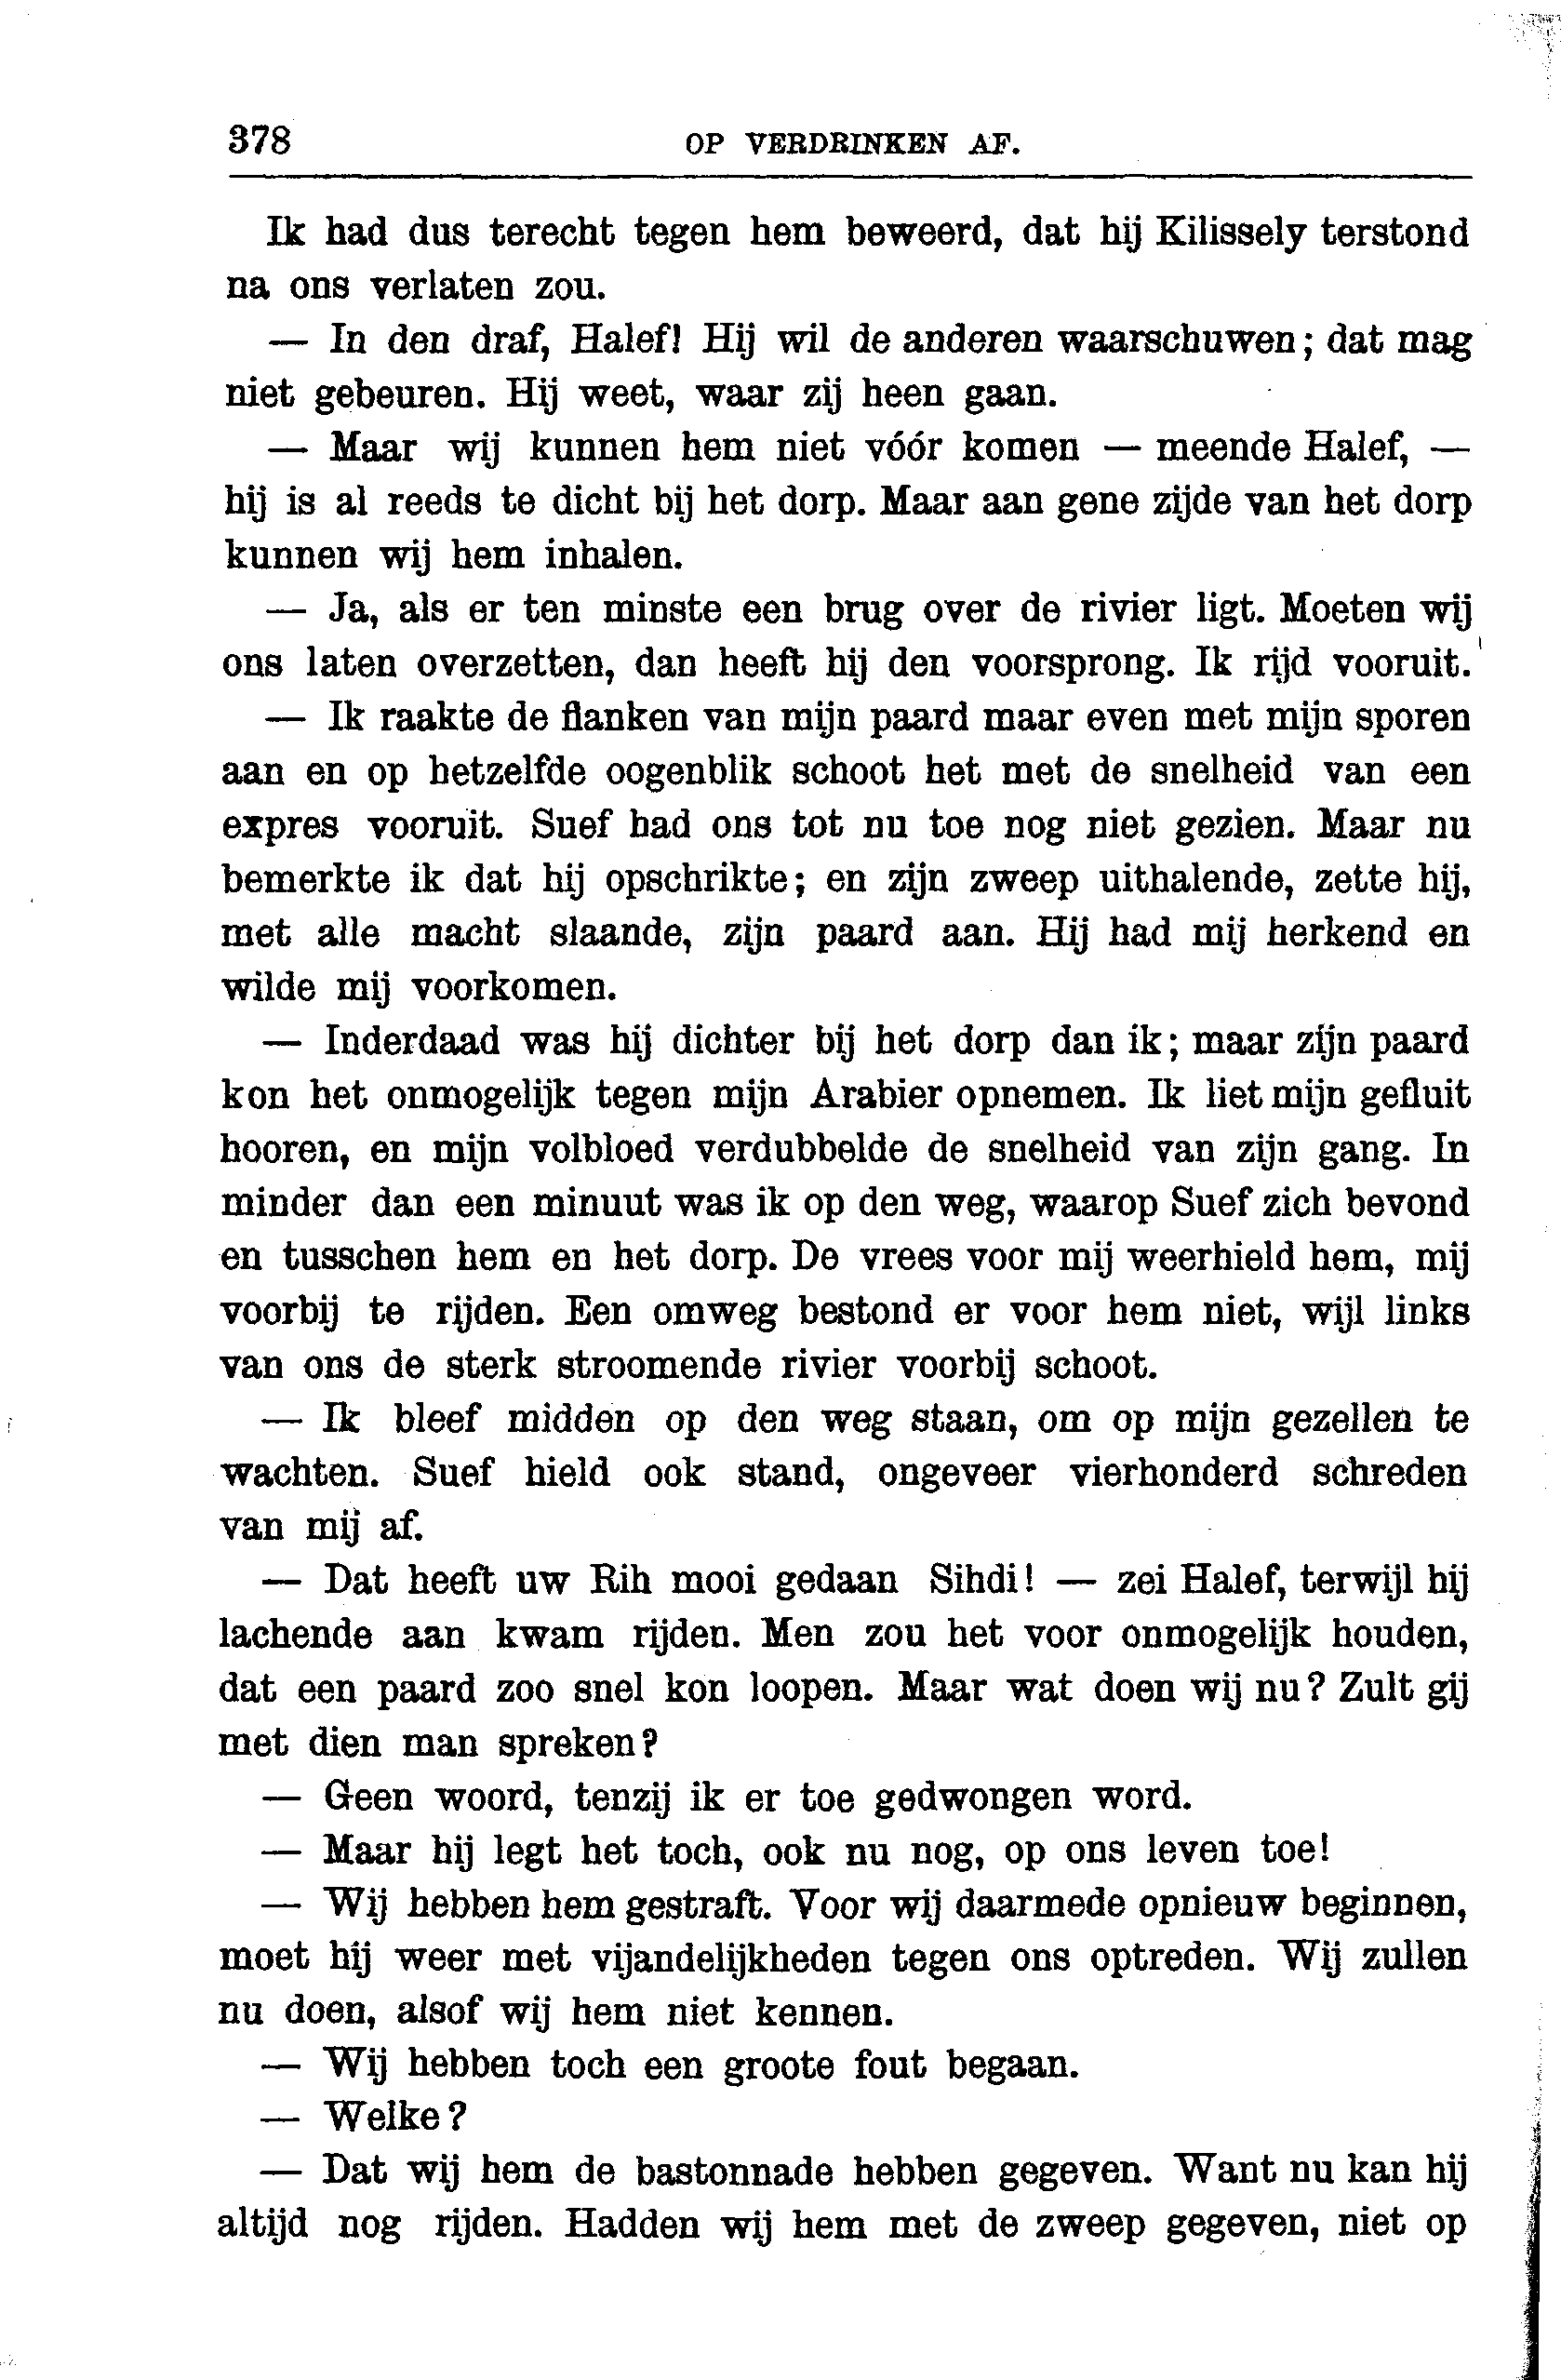 378 OP VERDRINKEN AF.
Ik had dus terecht tegen hem beweerd, dat hij Kilissely terstond
na ons verlaten zou.
— In den draf, Halef! Hij wil de anderen waarschuwen; dat mag
niet gebeuren. Hij weet, waar zij heen gaan.
— Maar wij kunnen hem niet vóór komen — meende Halef, —
hij is al reeds te dicht bij het dorp. Maar aan gene zijde van het dorp
kunnen wij hem inhalen.
— Ja, als er ten minste een brug over de rivier ligt. Moeten wij
ons laten overzetten, dan heeft hij den voorsprong. Ik rijd vooruit.
— Ik raakte de flanken van mijn paard maar even met mijn sporen
aan en op hetzelfde oogenblik schoot het met de snelheid van een
expres vooruit. Suef had ons tot nu toe nog niet gezien. Maar nu
bemerkte ik dat hij opschrikte; en zijn zweep uithalende, zette hij,
met alle macht slaande, zijn paard aan. Hij had mij herkend en
wilde mij voorkomen.
— Inderdaad was hij dichter bij het dorp dan ik; maar zijn paard
kon het onmogelijk tegen mijn Arabier opnemen. Ik liet mijn gefluit
hooren, en mijn volbloed verdubbelde de snelheid van zijn gang. In
minder dan een minuut was ik op den weg, waarop Suef zich bevond
en tusschen hem en het dorp. De vrees voor mij weerhield hem, mij
voorbij te rijden. Een omweg bestond er voor hem niet, wijl links
van ons de sterk stroomende rivier voorbij schoot.
— Ik bleef midden op den weg staan, om op mijn gezellen te
wachten. Suef hield ook stand, ongeveer vierhonderd schreden
van mij af.
— Dat heeft uw Rih mooi gedaan Sihdi! — zei Halef, terwijl hij
lachende aan kwam rijden. Men zou het voor onmogelijk houden,
dat een paard zoo snel kon loopen. Maar wat doen wij nu? Zult gij
met dien man spreken?
— Geen woord, tenzij ik er toe gedwongen word.
— Maar hij legt het toch, ook nu nog, op ons leven toe!
— Wij hebben hem gestraft. Voor wij daarmede opnieuw beginnen,
moet hij weer met vijandelijkheden tegen ons optreden. Wij zullen
nu doen, alsof wij hem niet kennen.
— Wij hebben toch een groote fout begaan.
— Welke?
— Dat wij hem de bastonnade hebben gegeven. Want nu kan hij
altijd nog rijden. Hadden wij hem met de zweep gegeven, niet op